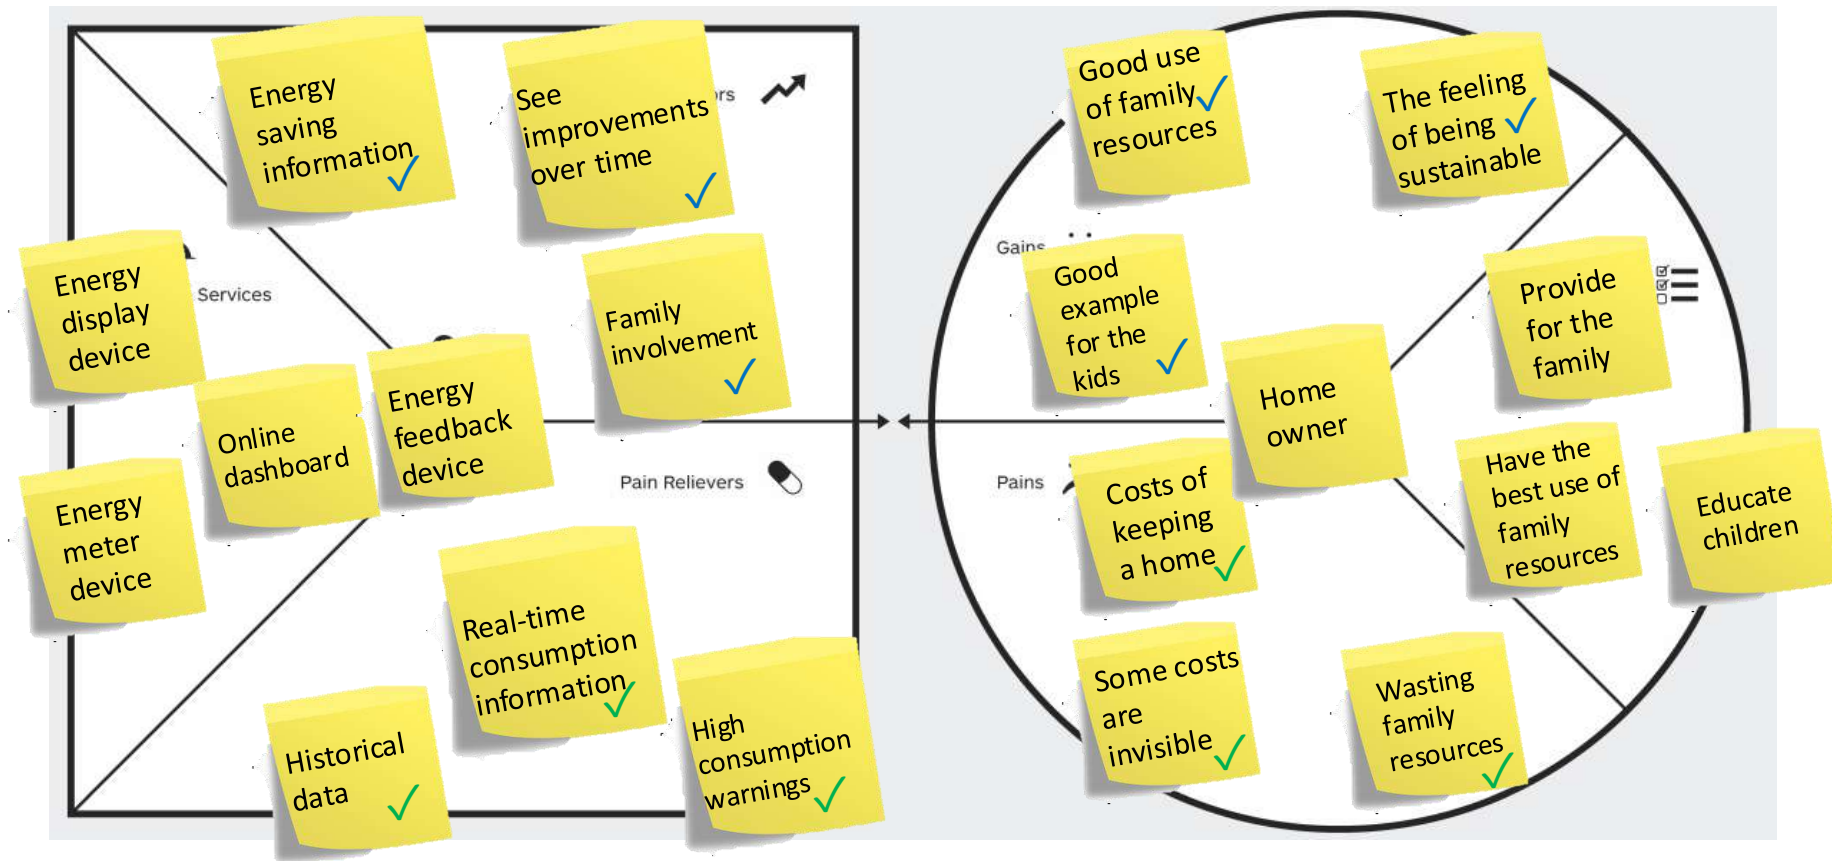 Energy
saving
information
See
improvements
over time
ors
Energy
display
device
Services
Family
involvement
Online
dashboard
Energy
feedback
device
Energy
meter
device
Pain Relievers
Real-time
consumption
information
Historical
data
High
consumption
warnings
Good use
of family
resources
The feeling
of being
sustainable
Gains
Good
example
for the
kids
Provide
for the
family
Home
owner
Pains
Costs of
keeping
a home
Have the
best use of
family
resources
Educate
children
Some costs
are
invisible
Wasting
family
resources